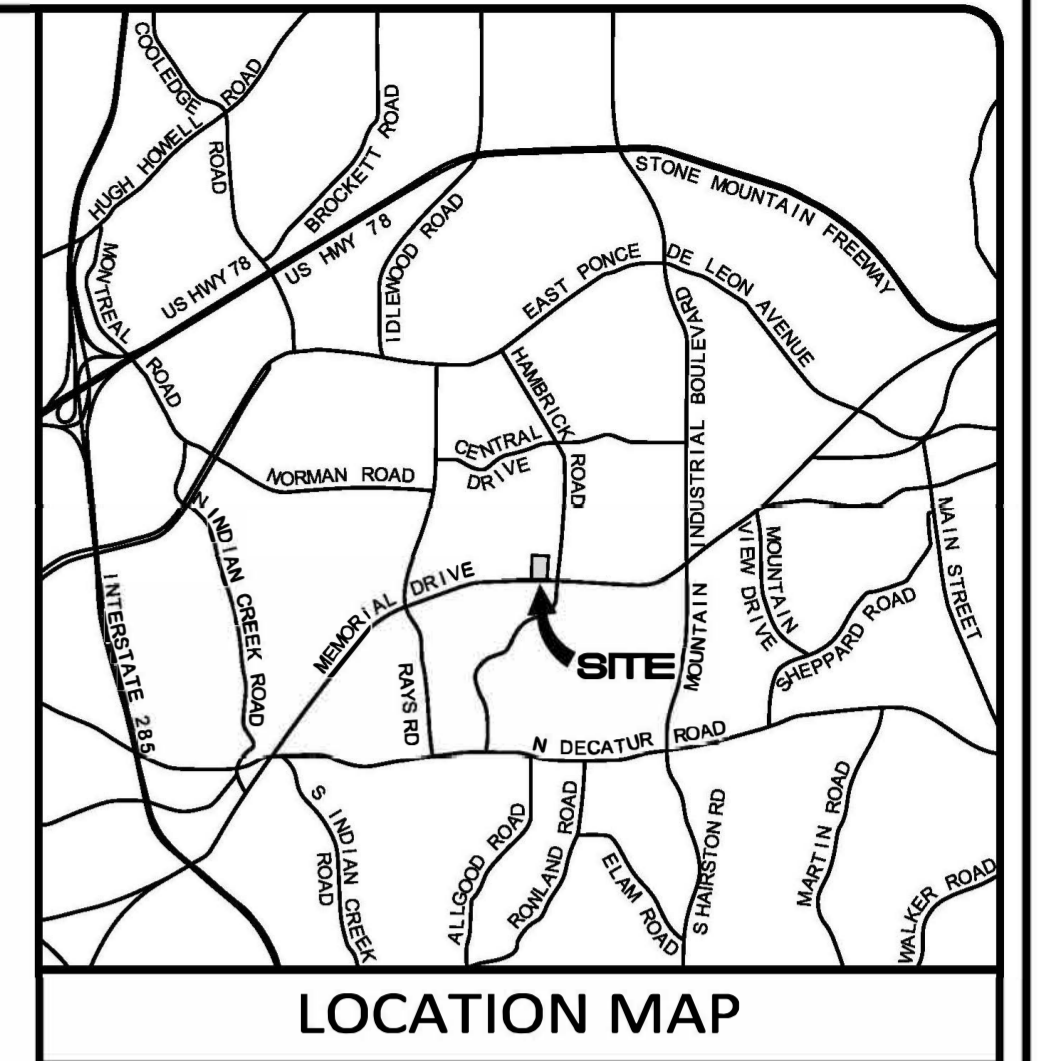 COOLEDGE
ROAD
HUGH HOWELL ROAD
BROCKETT ROAD
STONE MOUNTAIN FREEWAY
US HWY 78
US HWY 78
IDLEWOOD ROAD
MONTREAL
ROAD
EAST PONCE DE LEON AVENUE
HAMBRICK
ROAD
CENTRAL
DRIVE
NORMAN ROAD
MOUNTAIN INDUSTRIAL BOULEVARD
N INDIAN CREEK ROAD
INTERSTATE 285
MEMORIAL DRIVE
MOUNTAIN
VIEW DRIVE
MAIN STREET
SHEPPARD ROAD
SITE
RAYS RD
N DECATUR ROAD
S INDIAN CREEK
ROAD
ALLGOOD ROAD
ROWLAND ROAD
ELAM ROAD
S HAIRSTON RD
MARTIN ROAD
WALKER ROAD
LOCATION MAP